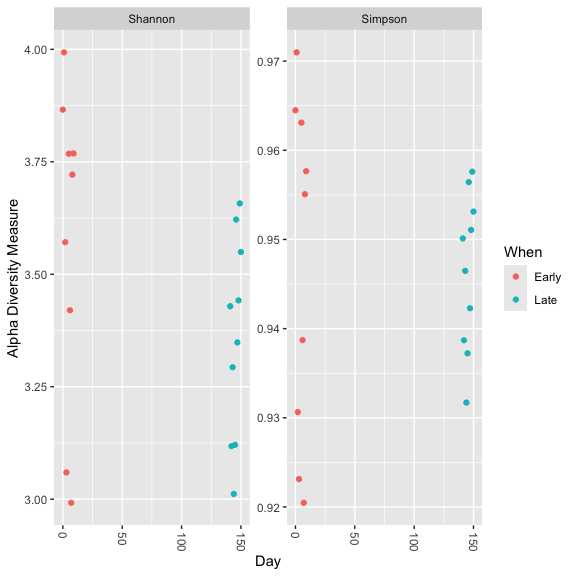 Shannon
Simpson
4.00
3.75
3.50
3.25
3.00
0.97
0.96
0.95
0.94
0.93
0.92
0
50
100
150
0
50
100
150
Day
Alpha Diversity Measure
When
Early
Late